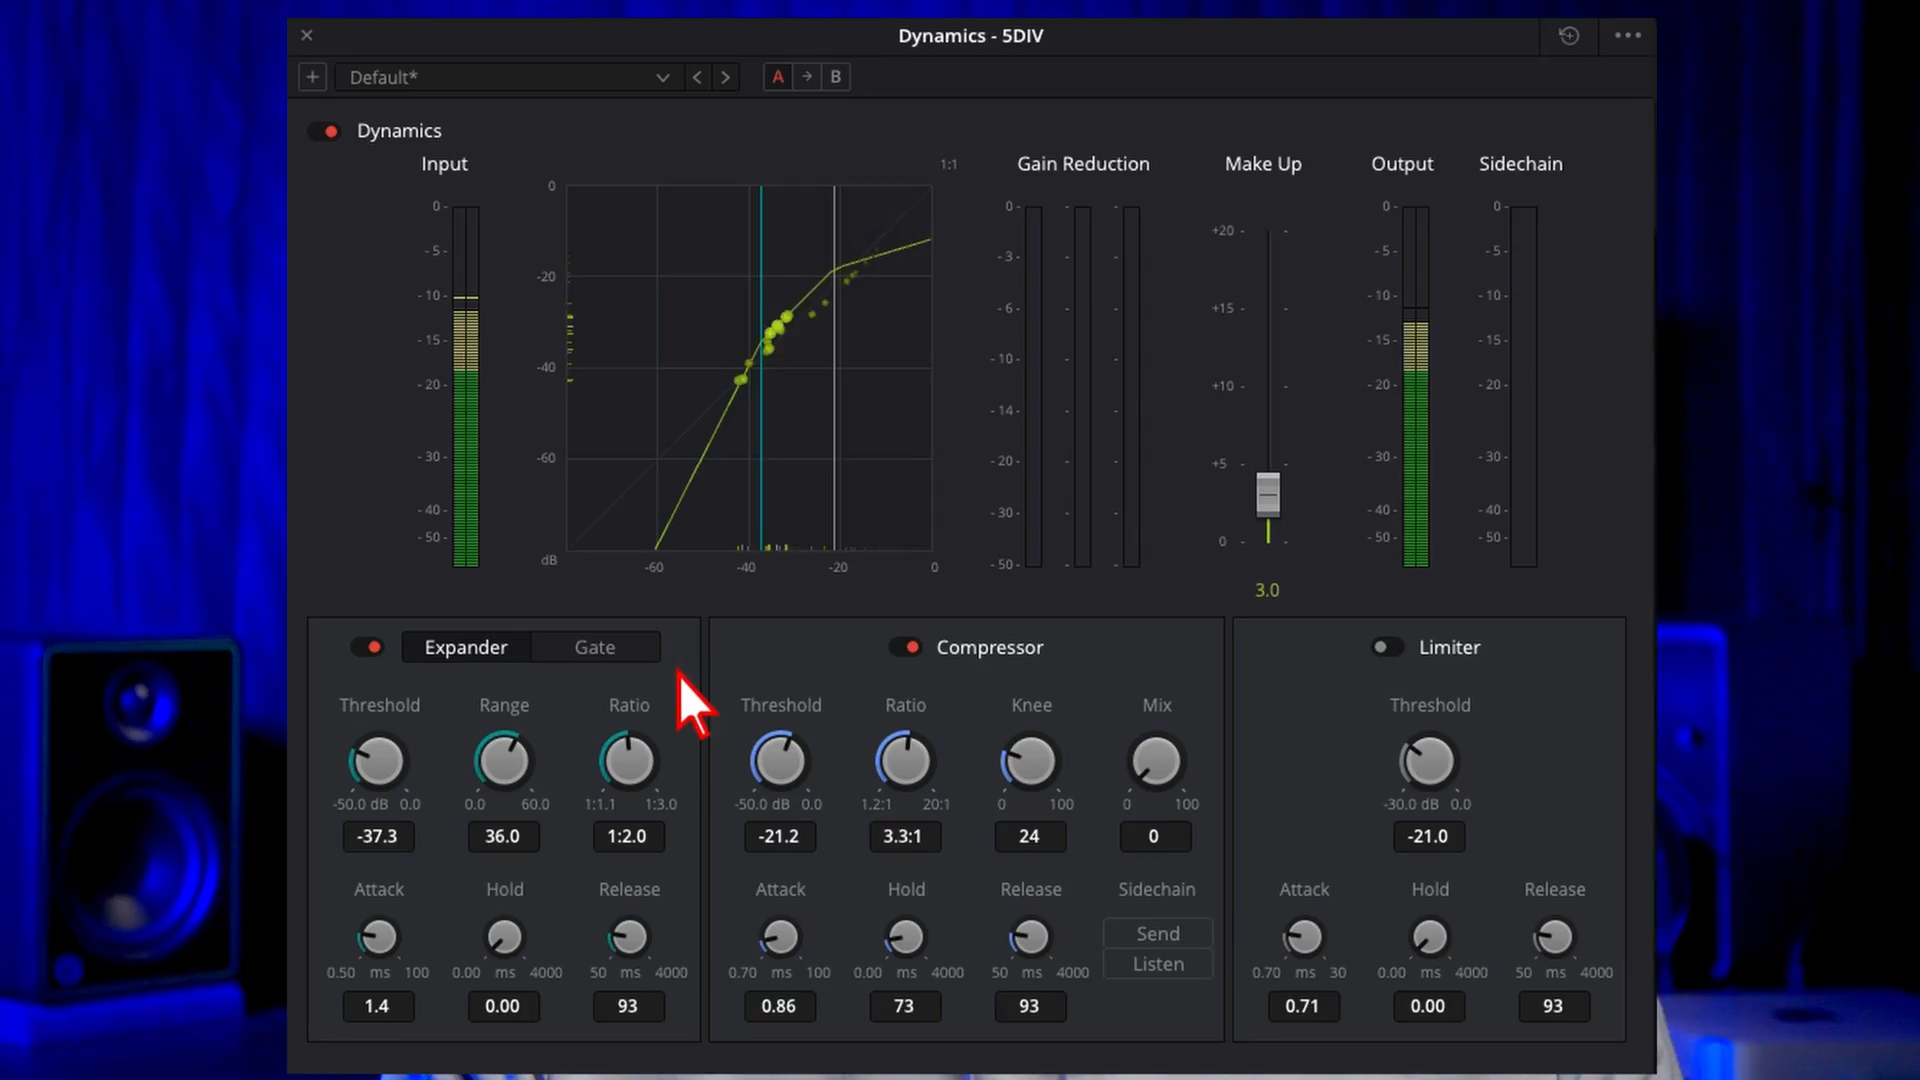 Dynamics - 5DIV
Default*
A
B
Dynamics
Input
1:1
Gain Reduction
Make Up
Output
Sidechain
0
-5
-10
-15
-20
-30
-40
-50
0
-20
-40
-60
dB
-60
-40
-20
0
0
-3
-6
-10
-14
-20
-30
-50
+20
+15
+10
+5
0
3.0
0
-5
-10
-15
-20
-30
-40
-50
0
-5
-10
-15
-20
-30
-40
-50
Expander Gate
Threshold Range Ratio
-50.0 dB 0.0 0.0 60.0 1:1.1 1:3.0
-37.3 36.0 1:2.0
Attack Hold Release
0.50 ms 100 0.00 ms 4000 50 ms 4000
1.4 0.00 93
Compressor
Threshold Ratio Knee Mix
-50.0 dB 0.0 1.2:1 20:1 0 100 0 100
-21.2 3.3:1 24 0
Attack Hold Release Sidechain
Send
Listen
0.70 ms 100 0.00 ms 4000 50 ms 4000
0.86 73 93
Limiter
Threshold
-30.0 dB 0.0
-21.0
Attack Hold Release
0.70 ms 30 0.00 ms 4000 50 ms 4000
0.71 0.00 93